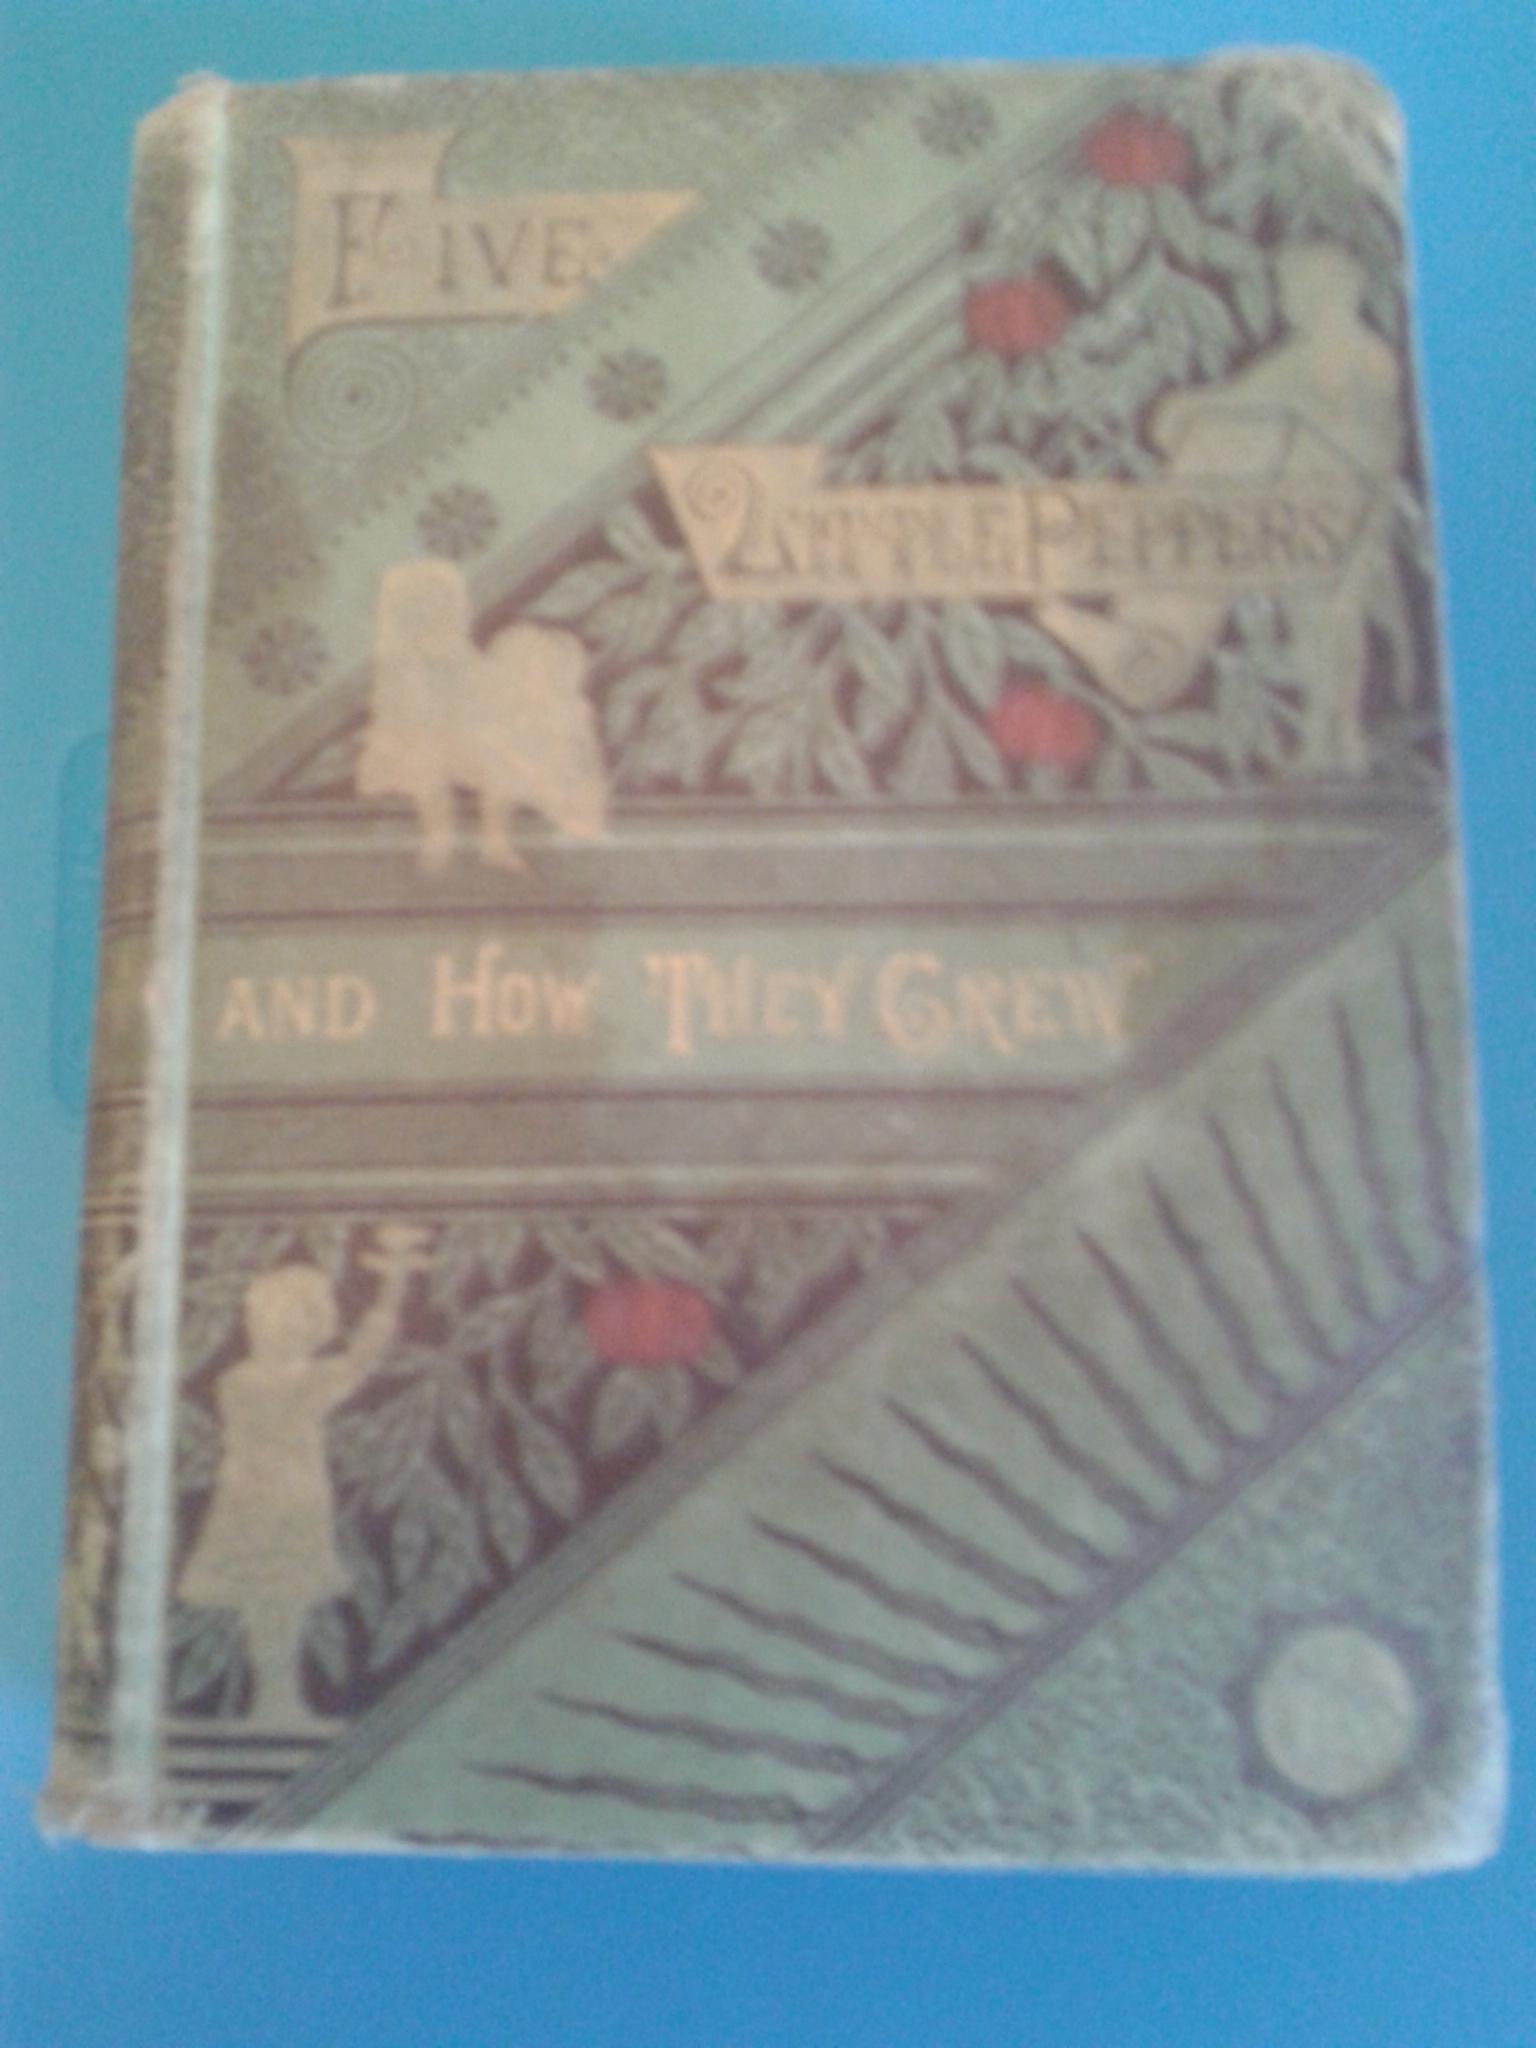 FIVE
LITTLE PEPPERS
AND HOW THEY GREW